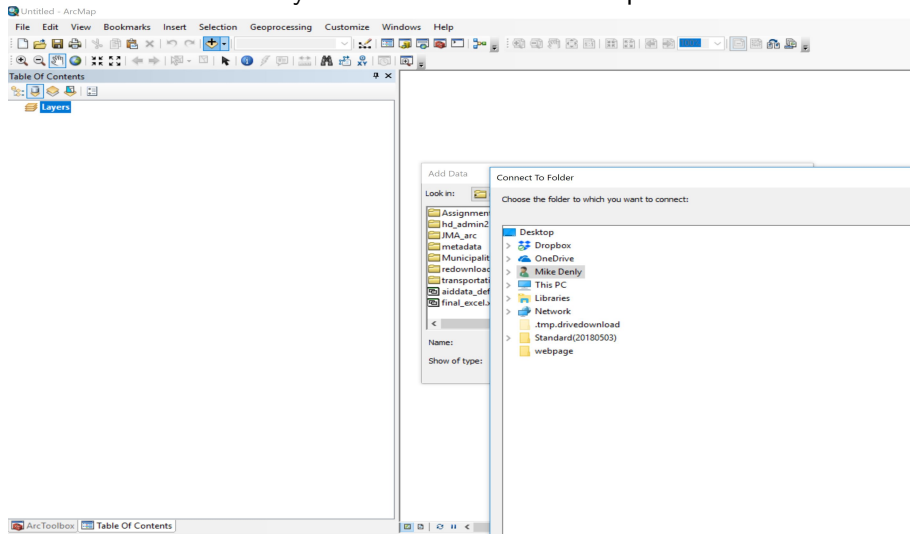 Untitled - ArcMap
File Edit View Bookmarks Insert Selection Geoprocessing Customize Windows Help
Table Of Contents
Layers
Add Data
Look in:
Assignment
hd_admin2
JMA_arc
metadata
Municipalit
redownload
transportati
aiddata_def
final_excel.x
Name:
Show of type:
Connect To Folder
Choose the folder to which you want to connect:
Desktop
Dropbox
OneDrive
Mike Denly
This PC
Libraries
Network
.tmp.drivedownload
Standard(20180503)
webpage
ArcToolbox Table Of Contents